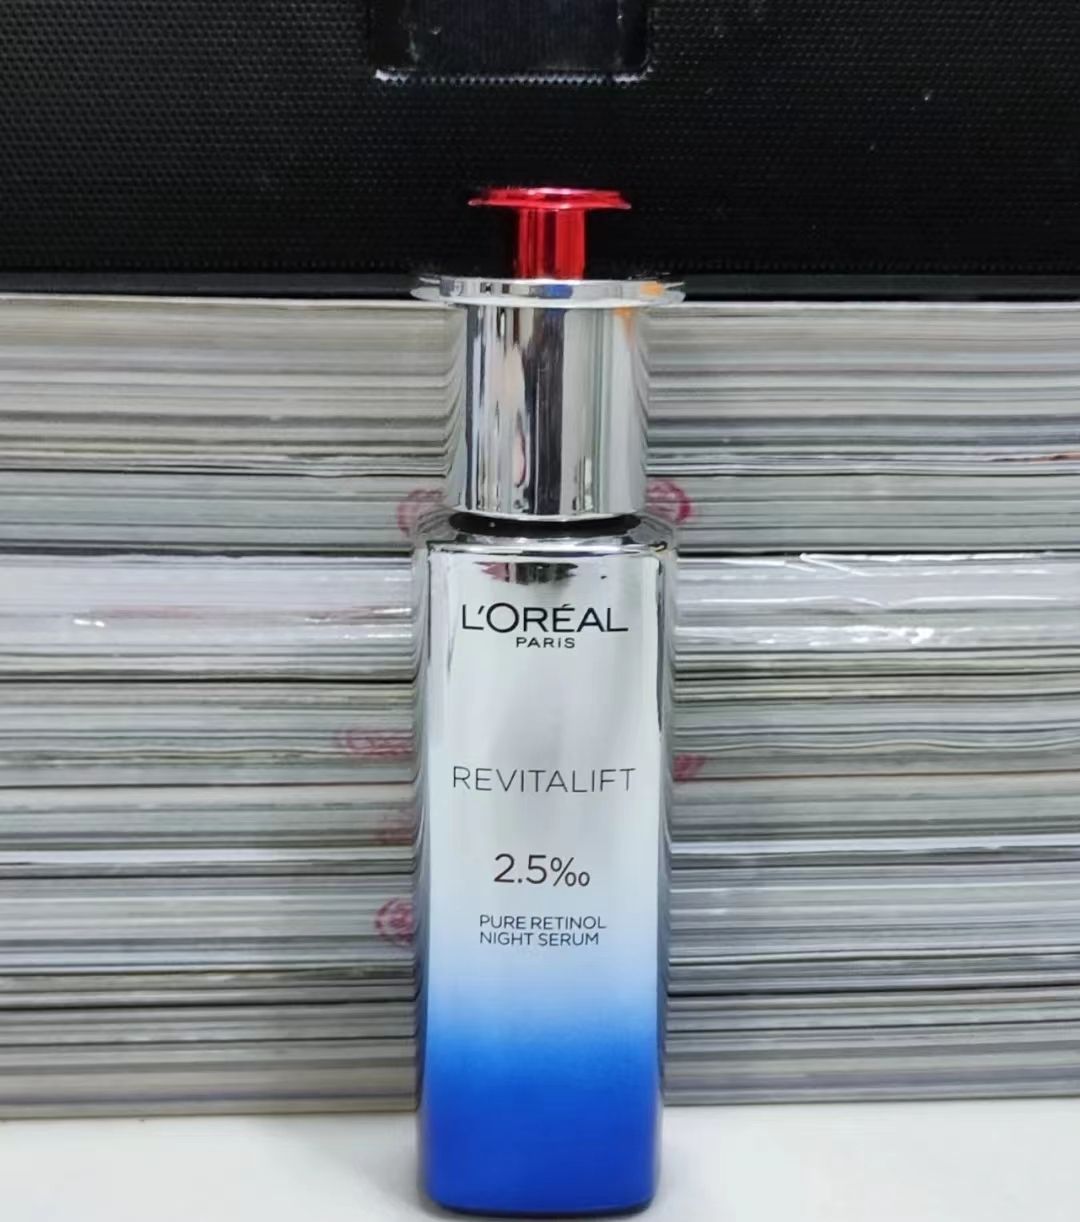 L'ORÉAL
PARIS
REVITALIFT
2.5‰
PURE RETINOL
NIGHT SERUM